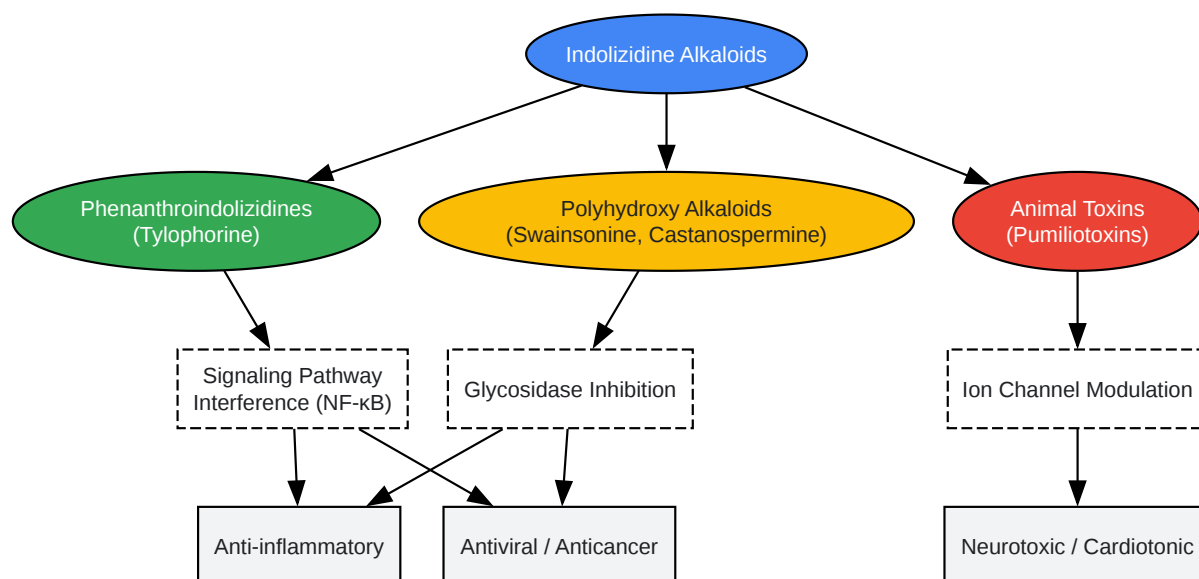 Indolizidine Alkaloids
Phenanthroindolizidines
(Tylophorine)
Polyhydroxy Alkaloids
(Swainsonine, Castanospermine)
Animal Toxins
(Pumiliotoxins)
Signaling Pathway
Interference (NF-κB)
Glycosidase Inhibition
Ion Channel Modulation
Anti-inflammatory
Antiviral / Anticancer
Neurotoxic / Cardiotonic